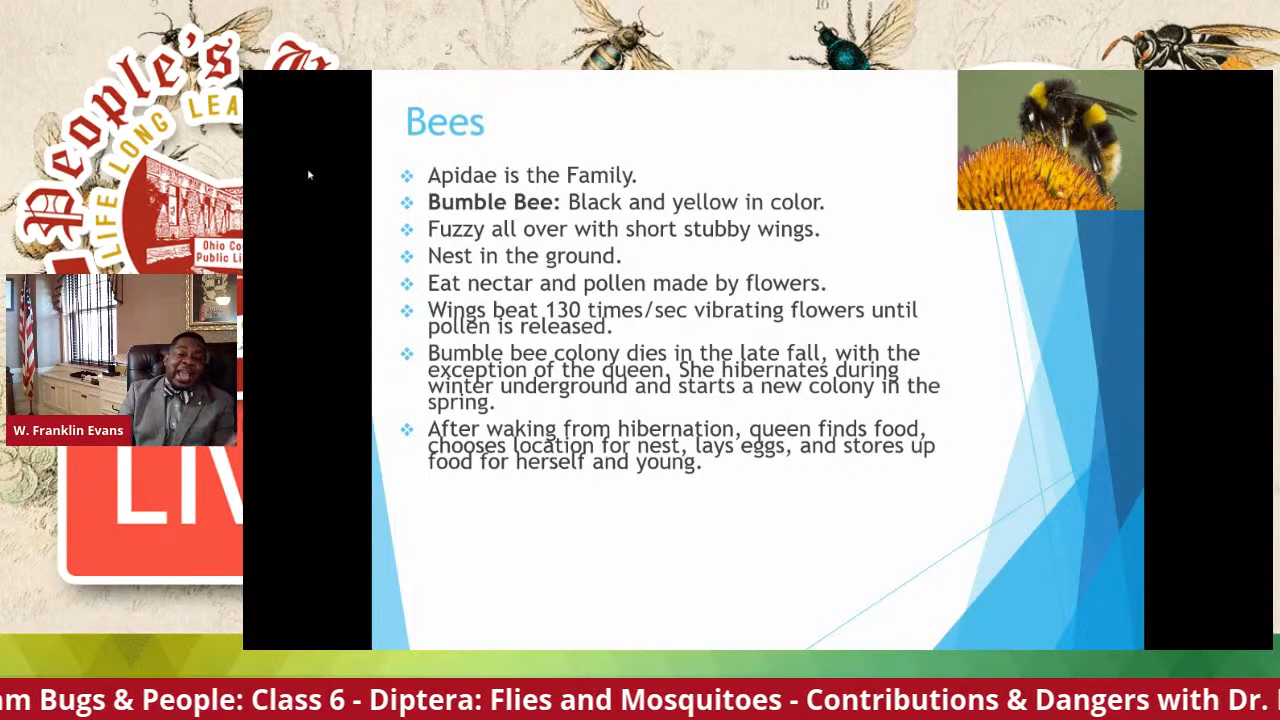 10
2
People's
LIFE LONG LEA
Ohio Co
Public Li
LIV
Bees
Apidae is the Family.
Bumble Bee: Black and yellow in color.
Fuzzy all over with short stubby wings.
Nest in the ground.
Eat nectar and pollen made by flowers.
Wings beat 130 times/sec vibrating flowers until
pollen is released.
Bumble bee colony dies in the late fall, with the
exception of the queen. She hibernates during
winter underground and starts a new colony in the
spring.
After waking from hibernation, queen finds food,
chooses location for nest, lays eggs, and stores up
food for herself and young.
W. Franklin Evans
am Bugs & People: Class 6 - Diptera: Flies and Mosquitoes - Contributions & Dangers with Dr.